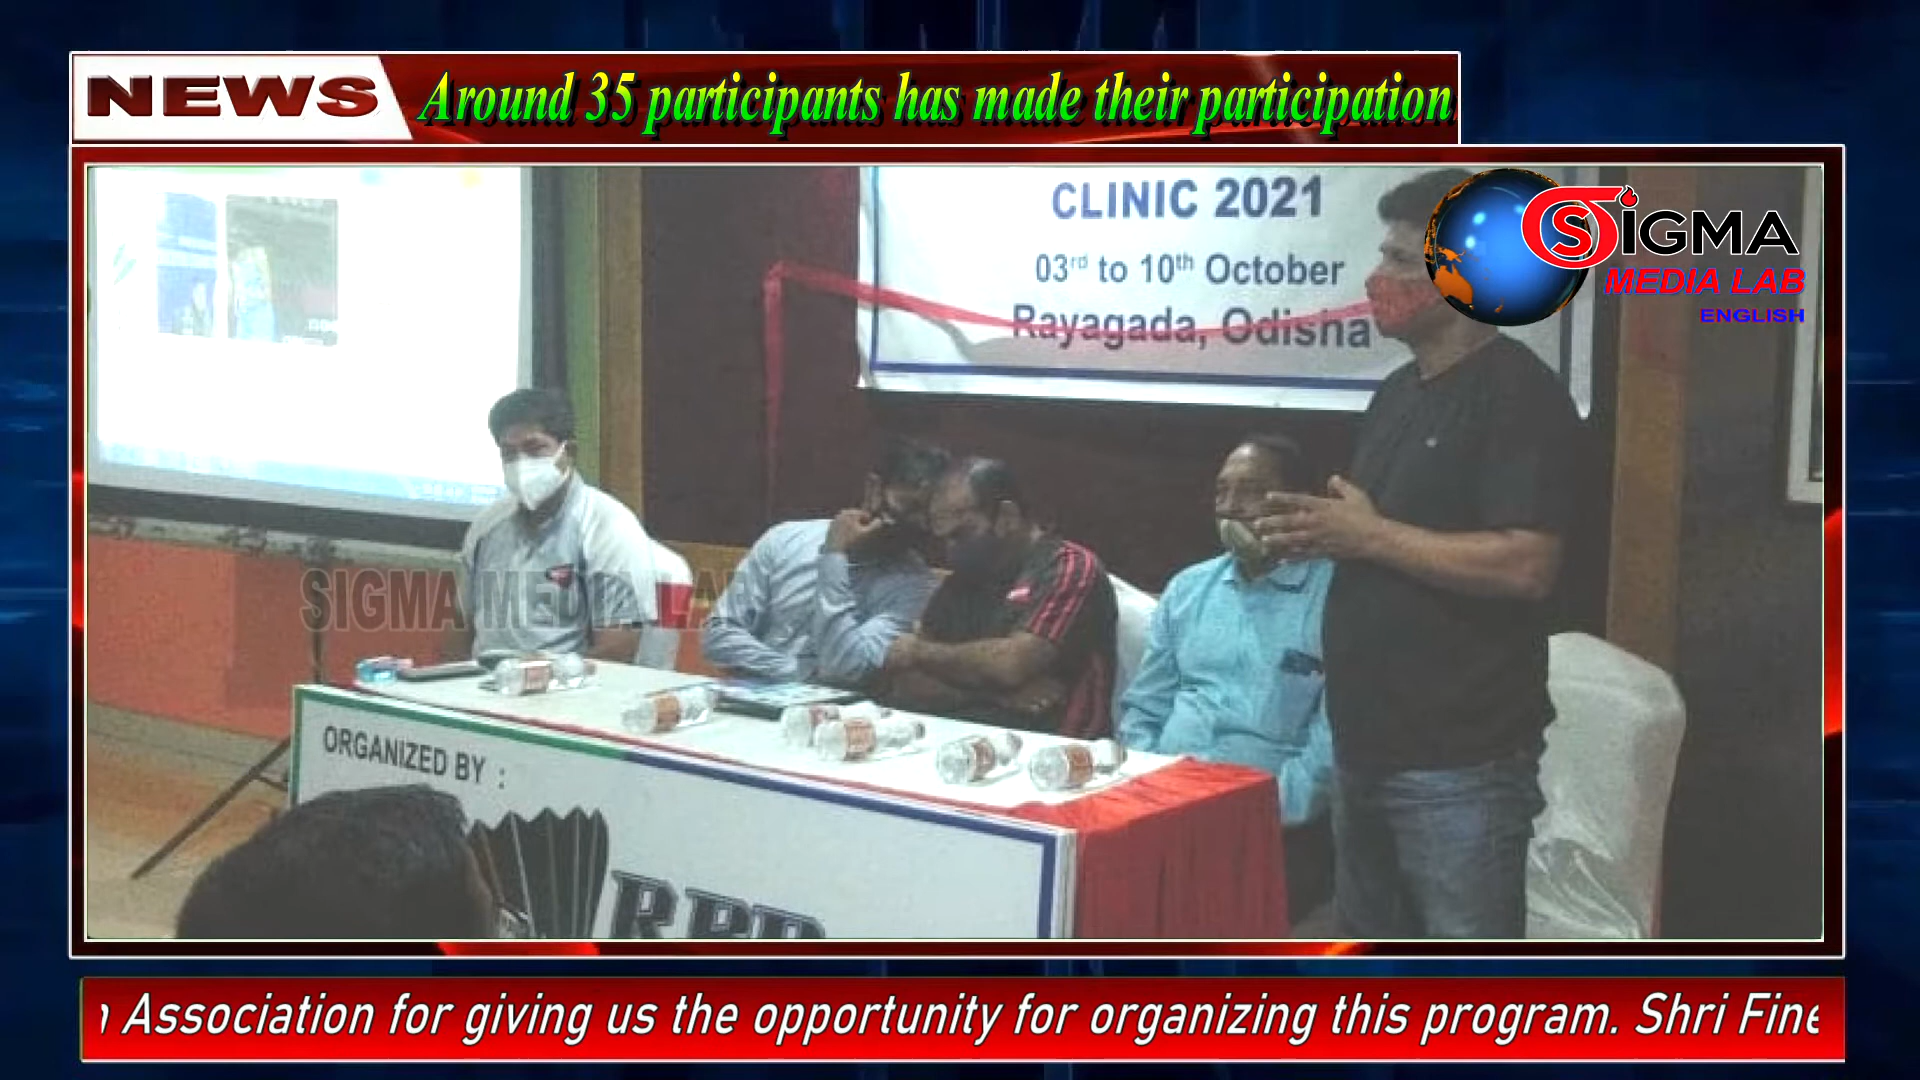 NEWS
Around 35 participants has made their participation
CLINIC 2021
03rd to 10th October
Rayagada, Odisha
SIGMA
MEDIA LAB
ENGLISH
SIGMA MEDIA LAB
ORGANIZED BY :
Association for giving us the opportunity for organizing this program. Shri Fine